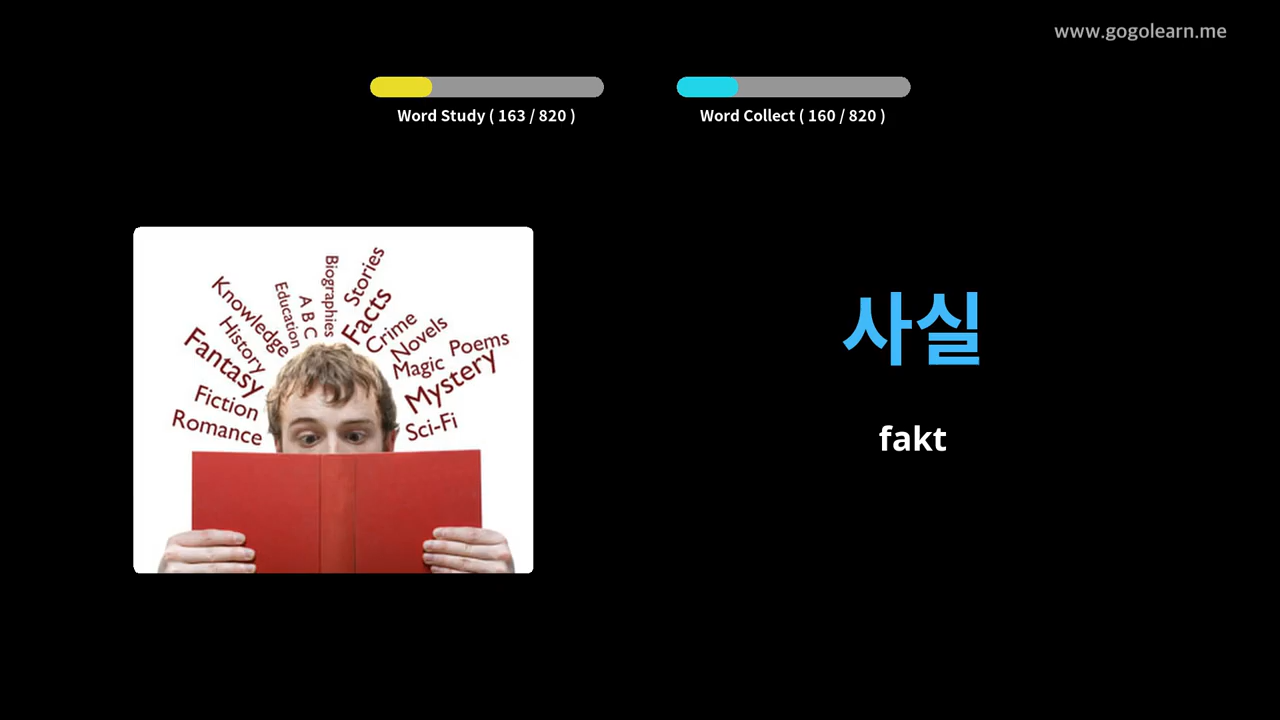 www.gogolearn.me
Word Study ( 163 / 820 )
Word Collect ( 160 / 820 )
Knowledge
Education
A B C
Biographies
Stories
Facts
History
Crime
Novels
Fantasy
Magic
Poems
Mystery
Fiction
Romance
Sci-Fi
사실
fakt